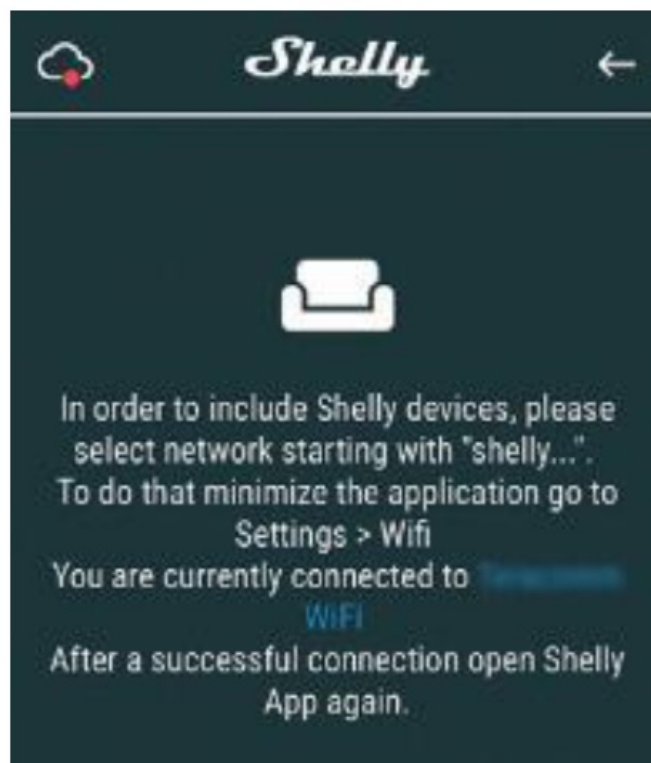 Shelly
In order to include Shelly devices, please
select network starting with "shelly...".
To do that minimize the application go to
Settings > Wifi
You are currently connected to
WiFi
After a successful connection open Shelly
App again.